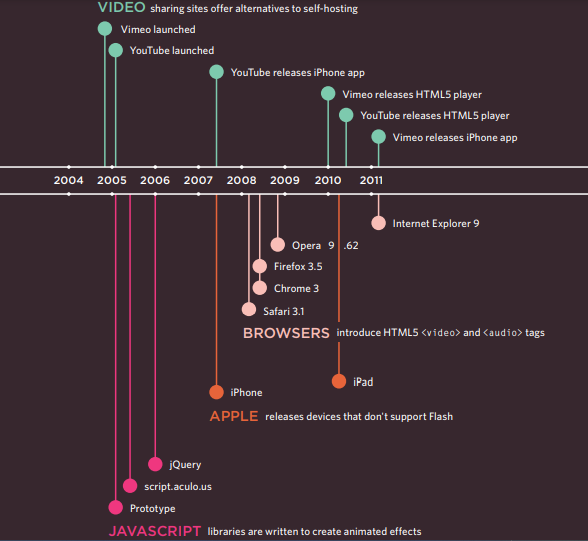 VIDEO sharing sites offer alternatives to self-hosting
Vimeo launched
YouTube launched
YouTube releases iPhone app
Vimeo releases HTML5 player
YouTube releases HTML5 player
Vimeo releases iPhone app
2004 2005 2006 2007 2008 2009 2010 2011
Internet Explorer 9
Opera 9 .62
Firefox 3.5
Chrome 3
Safari 3.1
BROWSERS introduce HTML5 <video> and <audio> tags
iPad
iPhone
APPLE releases devices that don't support Flash
jQuery
script.aculo.us
Prototype
JAVASCRIPT libraries are written to create animated effects